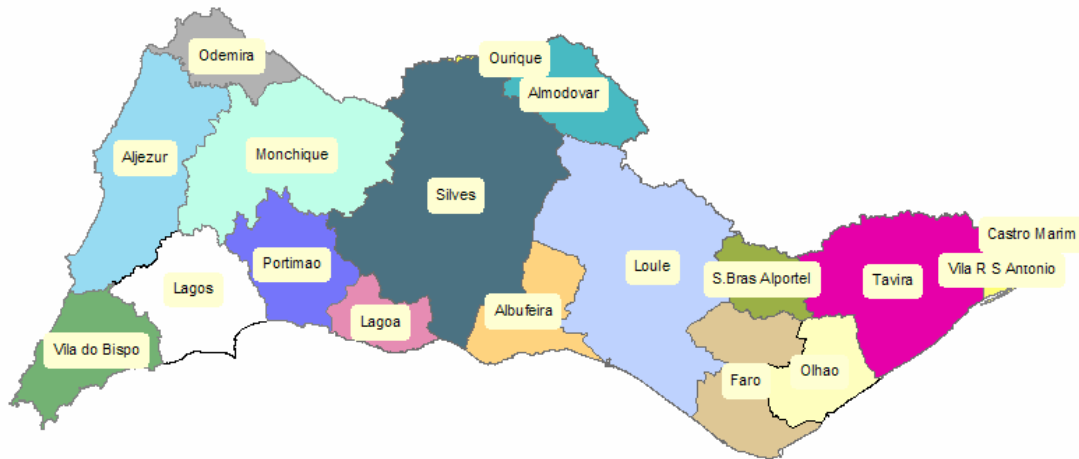 Odemira
Ourique
Almodovar
Aljezur
Monchique
Silves
Castro Marim
Portimao
Loule
S.Bras Alportel
Tavira
Vila R S Antonio
Lagos
Lagoa
Albufeira
Vila do Bispo
Faro
Olhao